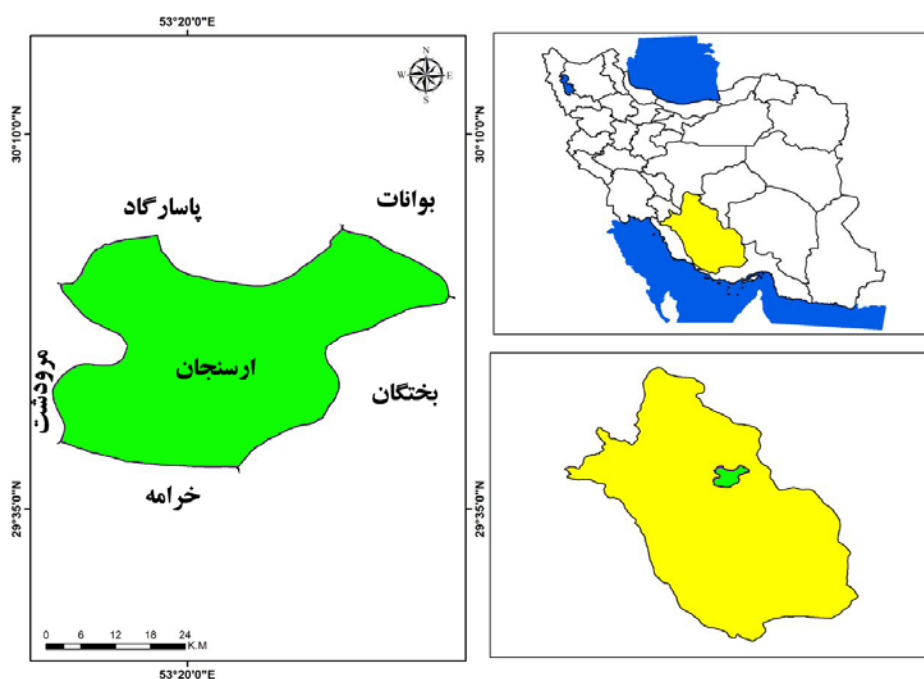 53°20'0"E
N
W
E
S
30°10'0"N
30°10'0"N
پاسارگاد
بوانات
ارسنجان
مرودشت
بختگان
خرامه
29°35'0"N
29°35'0"N
0 6 12 18 24
K.M
53°20'0"E